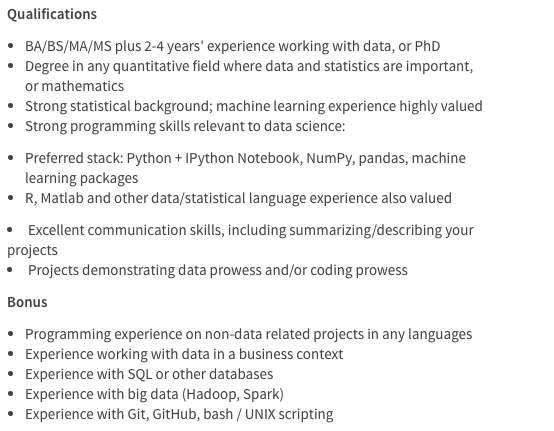 Qualifications
• BA/BS/MA/MS plus 2-4 years' experience working with data, or PhD
• Degree in any quantitative field where data and statistics are important,
or mathematics
• Strong statistical background; machine learning experience highly valued
• Strong programming skills relevant to data science:
• Preferred stack: Python + IPython Notebook, NumPy, pandas, machine
learning packages
• R, Matlab and other data/statistical language experience also valued
• Excellent communication skills, including summarizing/describing your
projects
• Projects demonstrating data prowess and/or coding prowess
Bonus
• Programming experience on non-data related projects in any languages
• Experience working with data in a business context
• Experience with SQL or other databases
• Experience with big data (Hadoop, Spark)
• Experience with Git, GitHub, bash / UNIX scripting